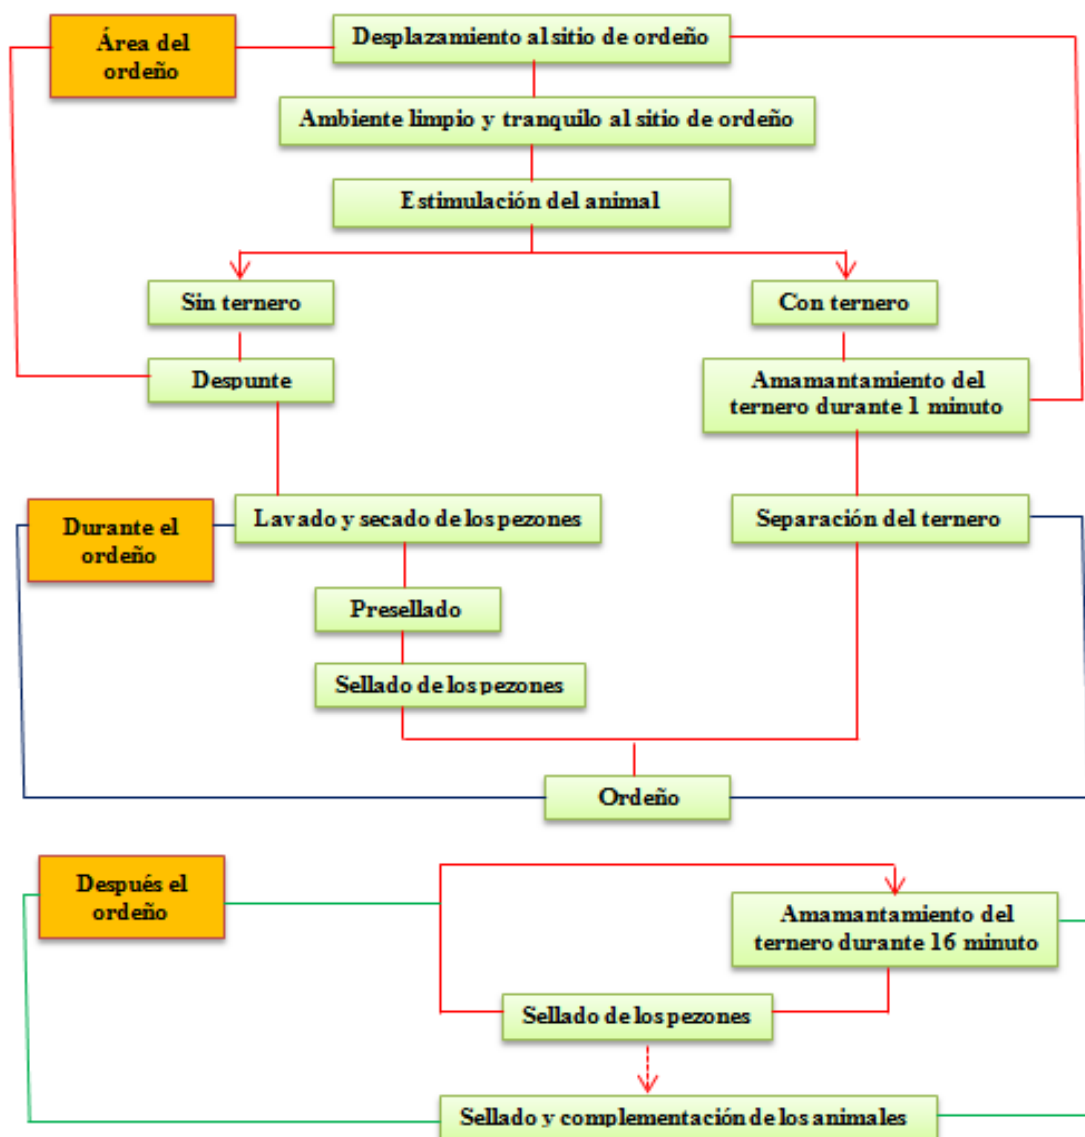 Área del
ordeño
Desplazamiento al sitio de ordeño
Ambiente limpio y tranquilo al sitio de ordeño
Estimulación del animal
Sin ternero
Con ternero
Despunte
Amamantamiento del
ternero durante 1 minuto
Durante el
ordeño
Lavado y secado de los pezones
Separación del ternero
Presellado
Sellado de los pezones
Ordeño
Después el
ordeño
Amamantamiento del
ternero durante 16 minuto
Sellado de los pezones
Sellado y complementación de los animales